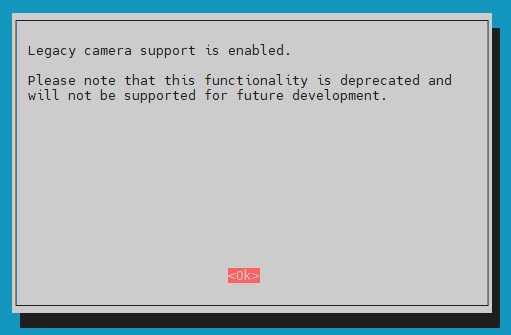 Legacy camera support is enabled.
Please note that this functionality is deprecated and
will not be supported for future development.
<Ok>